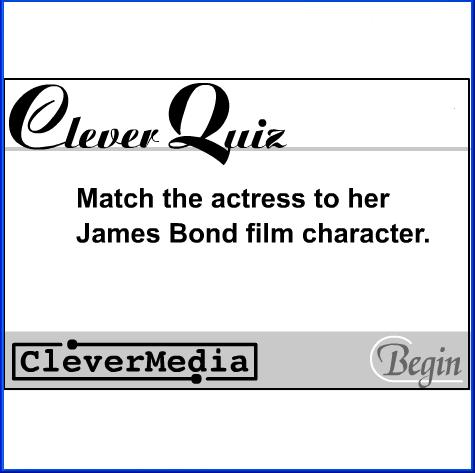 Clever Quiz
Match the actress to her
James Bond film character.
CleverMedia
Begin